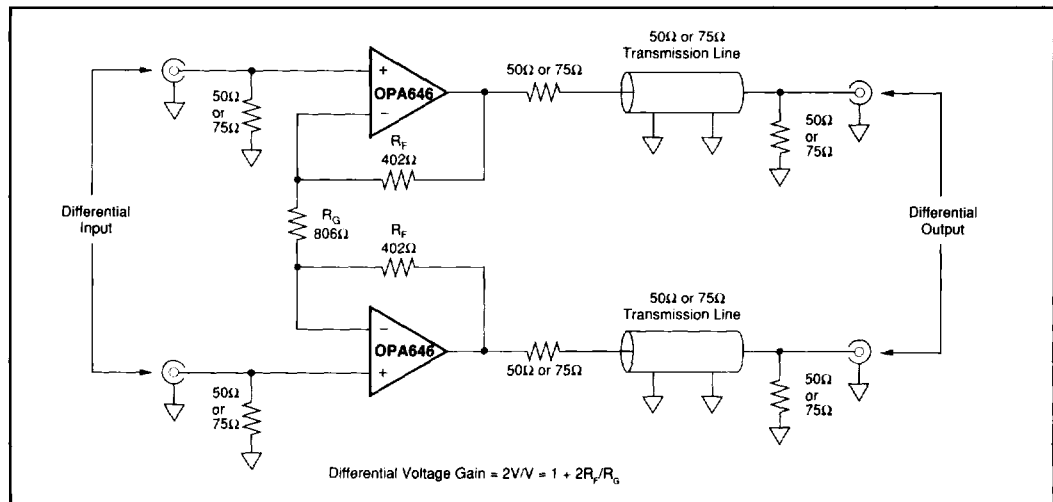 50Ω or 75Ω
Transmission Line
50Ω or 75Ω
+
OPA646
−
50Ω
or
75Ω
50Ω
or
75Ω
R_F
402Ω
Differential
Input
R_G
806Ω
R_F
402Ω
Differential
Output
50Ω or 75Ω
Transmission Line
−
OPA646
+
50Ω or 75Ω
50Ω
or
75Ω
50Ω
or
75Ω
Differential Voltage Gain = 2V/V = 1 + 2R_F/R_G